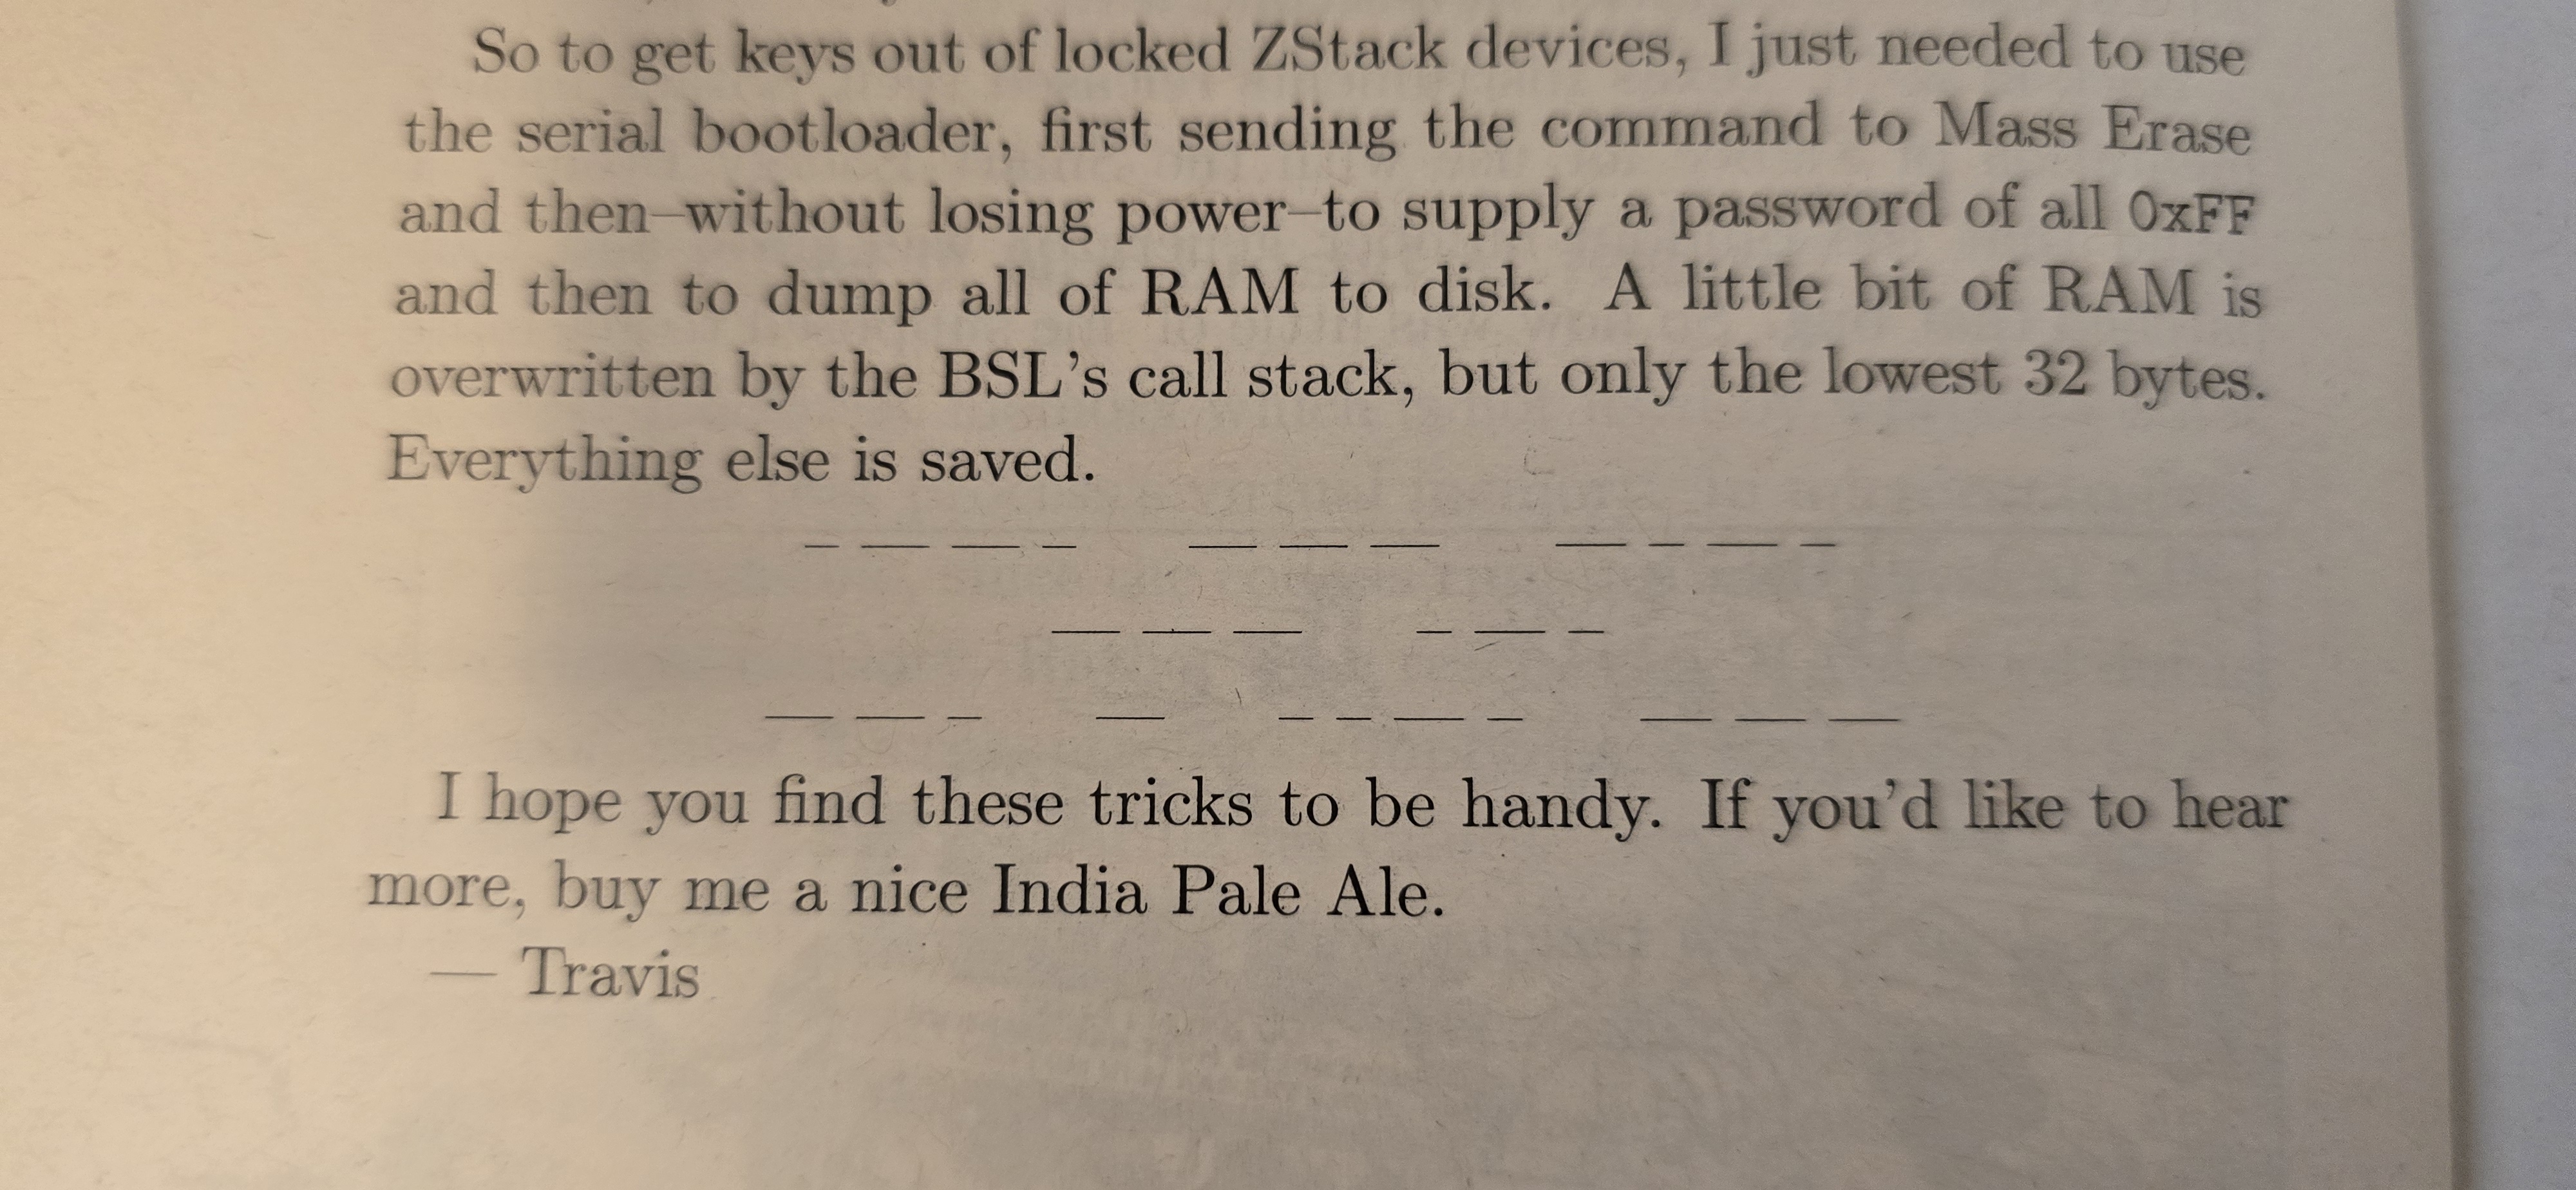 So to get keys out of locked ZStack devices, I just needed to use
the serial bootloader, first sending the command to Mass Erase
and then–without losing power–to supply a password of all 0xFF
and then to dump all of RAM to disk. A little bit of RAM is
overwritten by the BSL's call stack, but only the lowest 32 bytes.
Everything else is saved.
– — — –   — — —   — – — –
— — —   – — –
— — –   —   – – — –   — — —
I hope you find these tricks to be handy. If you'd like to hear
more, buy me a nice India Pale Ale.
— Travis